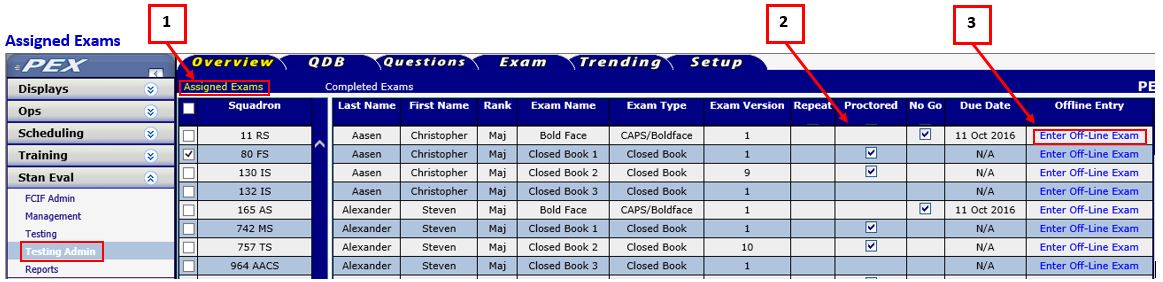 1
2
3
Assigned Exams
PEX
Overview QDB Questions Exam Trending Setup
Assigned Exams Completed Exams PE
Displays
Ops
Scheduling
Training
Stan Eval
FCIF Admin
Management
Testing
Testing Admin
Reports
Squadron
11 RS
80 FS
130 IS
132 IS
165 AS
742 MS
757 TS
964 AACS
Last Name First Name Rank Exam Name Exam Type Exam Version Repeat Proctored No Go Due Date Offline Entry
Aasen Christopher Maj Bold Face CAPS/Boldface 1 11 Oct 2016 Enter Off-Line Exam
Aasen Christopher Maj Closed Book 1 Closed Book 1 N/A Enter Off-Line Exam
Aasen Christopher Maj Closed Book 2 Closed Book 9 N/A Enter Off-Line Exam
Aasen Christopher Maj Closed Book 3 Closed Book 1 N/A Enter Off-Line Exam
Alexander Steven Maj Bold Face CAPS/Boldface 1 11 Oct 2016 Enter Off-Line Exam
Alexander Steven Maj Closed Book 1 Closed Book 1 N/A Enter Off-Line Exam
Alexander Steven Maj Closed Book 2 Closed Book 10 N/A Enter Off-Line Exam
Alexander Steven Maj Closed Book 3 Closed Book 1 N/A Enter Off-Line Exam